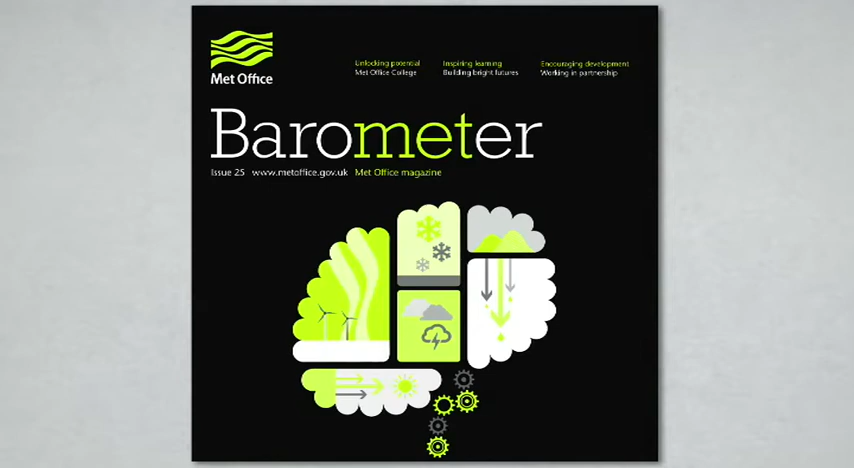 Met Office
Unlocking potential
Met Office College
Inspiring learning
Building bright futures
Encouraging development
Working in partnership
Barometer
Issue 25 www.metoffice.gov.uk Met Office magazine